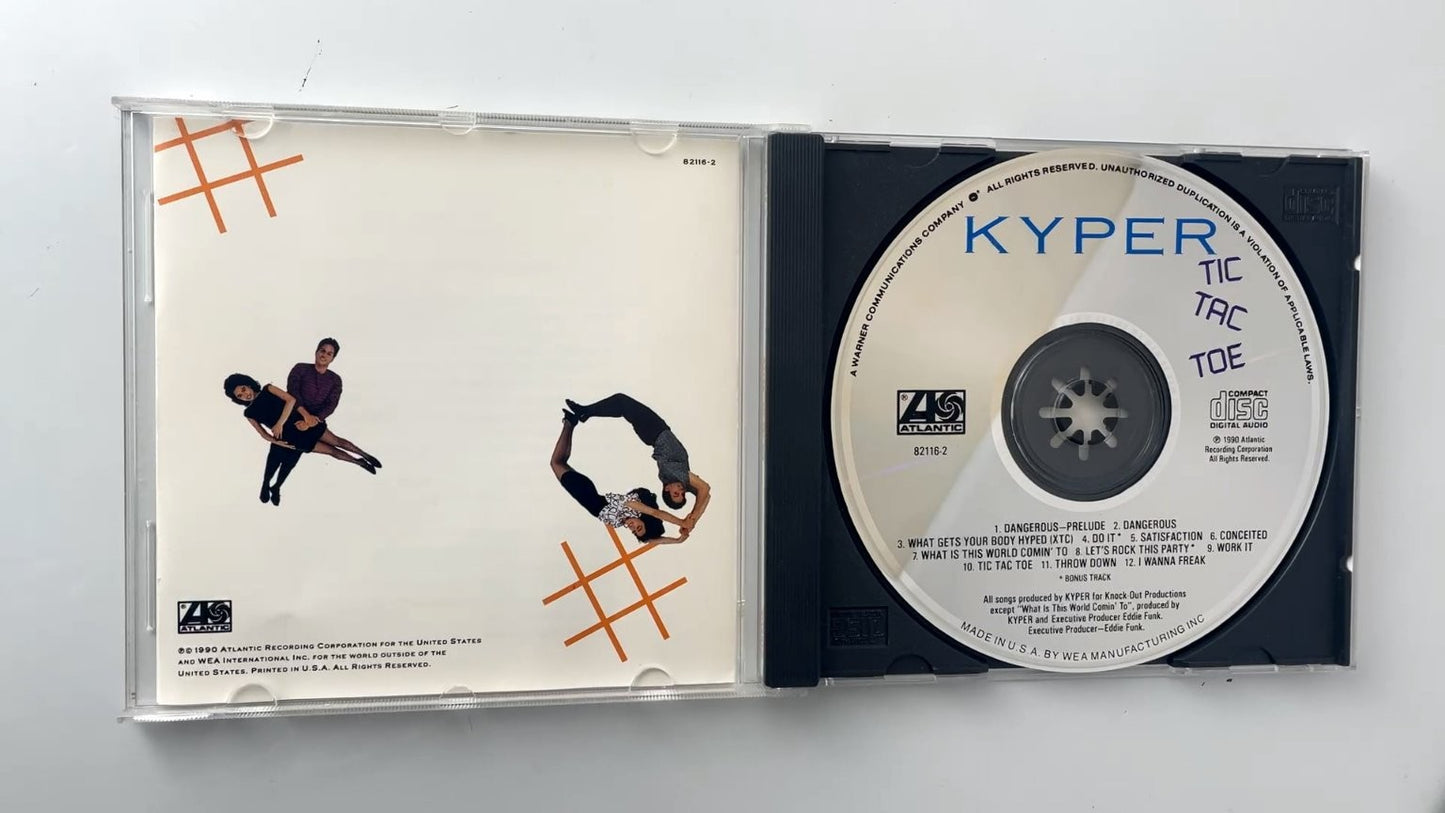 82116-2
® ATLANTIC
℗© 1990 ATLANTIC RECORDING CORPORATION FOR THE UNITED STATES
AND WEA INTERNATIONAL INC. FOR THE WORLD OUTSIDE OF THE
UNITED STATES. PRINTED IN U.S.A. ALL RIGHTS RESERVED.
A WARNER COMMUNICATIONS COMPANY ALL RIGHTS RESERVED. UNAUTHORIZED DUPLICATION IS A VIOLATION OF APPLICABLE LAWS.
KYPER
TIC
TAC
TOE
® ATLANTIC
82116-2
COMPACT
disc
DIGITAL AUDIO
℗ 1990 Atlantic
Recording Corporation
All Rights Reserved.
1. DANGEROUS–PRELUDE 2. DANGEROUS
3. WHAT GETS YOUR BODY HYPED (XTC) 4. DO IT* 5. SATISFACTION 6. CONCEITED
7. WHAT IS THIS WORLD COMIN' TO 8. LET'S ROCK THIS PARTY* 9. WORK IT
10. TIC TAC TOE 11. THROW DOWN 12. I WANNA FREAK
* BONUS TRACK
All songs produced by KYPER for Knock-Out Productions
except "What Is This World Comin' To", produced by
KYPER and Executive Producer Eddie Funk.
Executive Producer–Eddie Funk.
MADE IN U.S.A. BY WEA MANUFACTURING INC
disc